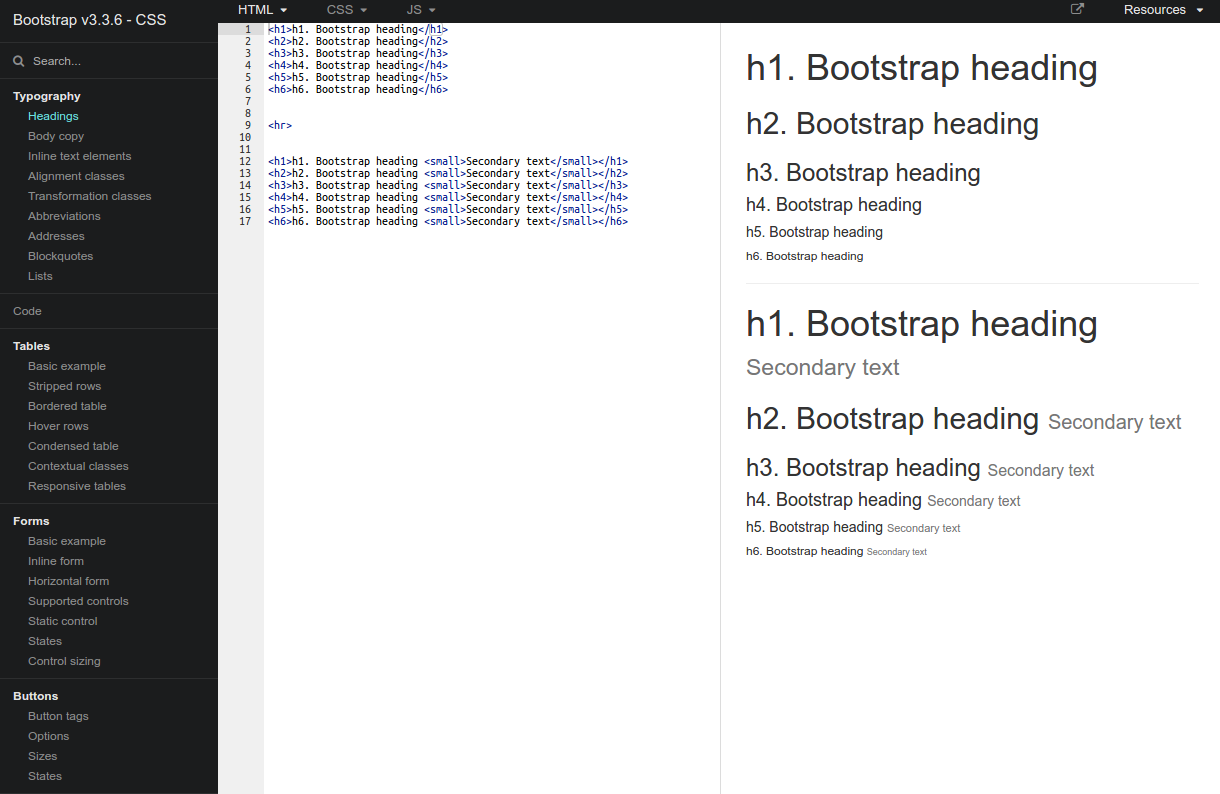 Bootstrap v3.3.6 - CSS
Search...
Typography
Headings
Body copy
Inline text elements
Alignment classes
Transformation classes
Abbreviations
Addresses
Blockquotes
Lists
Code
Tables
Basic example
Stripped rows
Bordered table
Hover rows
Condensed table
Contextual classes
Responsive tables
Forms
Basic example
Inline form
Horizontal form
Supported controls
Static control
States
Control sizing
Buttons
Button tags
Options
Sizes
States
HTML CSS JS Resources
1 <h1>h1. Bootstrap heading</h1>
2 <h2>h2. Bootstrap heading</h2>
3 <h3>h3. Bootstrap heading</h3>
4 <h4>h4. Bootstrap heading</h4>
5 <h5>h5. Bootstrap heading</h5>
6 <h6>h6. Bootstrap heading</h6>
7
8
9 <hr>
10
11
12 <h1>h1. Bootstrap heading <small>Secondary text</small></h1>
13 <h2>h2. Bootstrap heading <small>Secondary text</small></h2>
14 <h3>h3. Bootstrap heading <small>Secondary text</small></h3>
15 <h4>h4. Bootstrap heading <small>Secondary text</small></h4>
16 <h5>h5. Bootstrap heading <small>Secondary text</small></h5>
17 <h6>h6. Bootstrap heading <small>Secondary text</small></h6>
h1. Bootstrap heading
h2. Bootstrap heading
h3. Bootstrap heading
h4. Bootstrap heading
h5. Bootstrap heading
h6. Bootstrap heading
h1. Bootstrap heading
Secondary text
h2. Bootstrap heading Secondary text
h3. Bootstrap heading Secondary text
h4. Bootstrap heading Secondary text
h5. Bootstrap heading Secondary text
h6. Bootstrap heading Secondary text